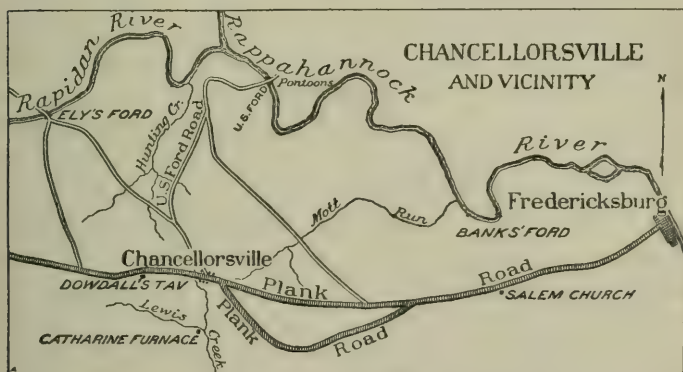 CHANCELLORSVILLE
AND VICINITY
N
Rapidan River
Rappahannock
River
ELY'S FORD
Hunting Cr.
U.S. Ford Road
U.S. FORD
Pontoons
Mott Run
Fredericksburg
BANKS' FORD
Chancellorsville
DOWDALL'S TAV
Plank Road
SALEM CHURCH
Lewis Creek
Plank Road
CATHARINE FURNACE